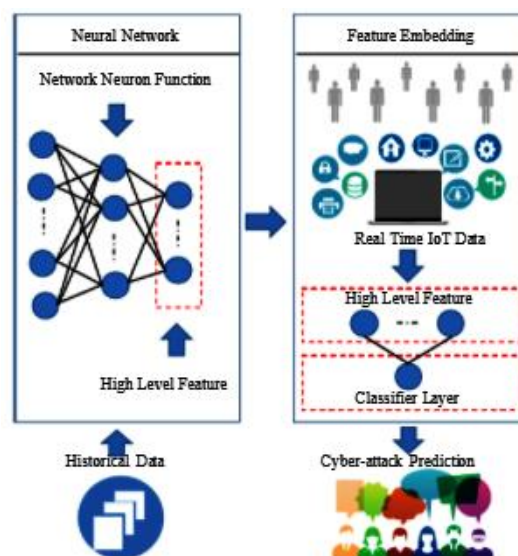 Neural Network
Network Neuron Function
High Level Feature
Historical Data
Feature Embedding
Real Time IoT Data
High Level Feature
Classifier Layer
Cyber-attack Prediction